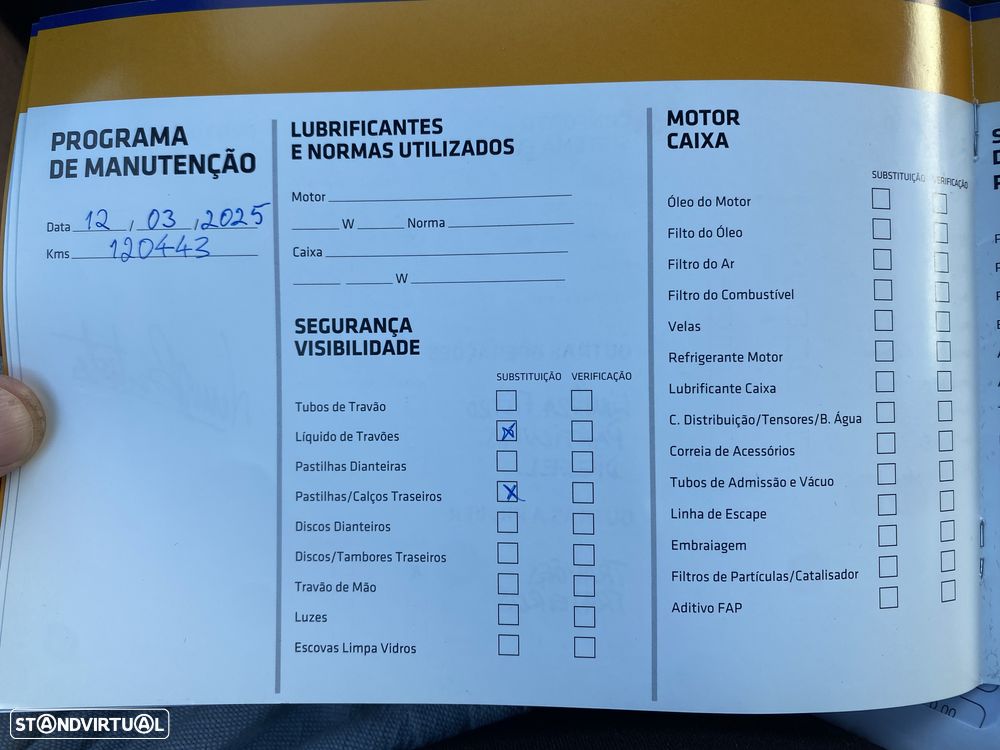 PROGRAMA
DE MANUTENÇÃO
Data 12 / 03 / 2025
Kms 120443
LUBRIFICANTES
E NORMAS UTILIZADOS
Motor
W Norma
Caixa
W
SEGURANÇA
VISIBILIDADE
SUBSTITUIÇÃO VERIFICAÇÃO
Tubos de Travão
Líquido de Travões X
Pastilhas Dianteiras
Pastilhas/Calços Traseiros X
Discos Dianteiros
Discos/Tambores Traseiros
Travão de Mão
Luzes
Escovas Limpa Vidros
MOTOR
CAIXA
SUBSTITUIÇÃO VERIFICAÇÃO
Óleo do Motor
Filto do Óleo
Filtro do Ar
Filtro do Combustível
Velas
Refrigerante Motor
Lubrificante Caixa
C. Distribuição/Tensores/B. Água
Correia de Acessórios
Tubos de Admissão e Vácuo
Linha de Escape
Embraiagem
Filtros de Partículas/Catalisador
Aditivo FAP
STANDVIRTUAL